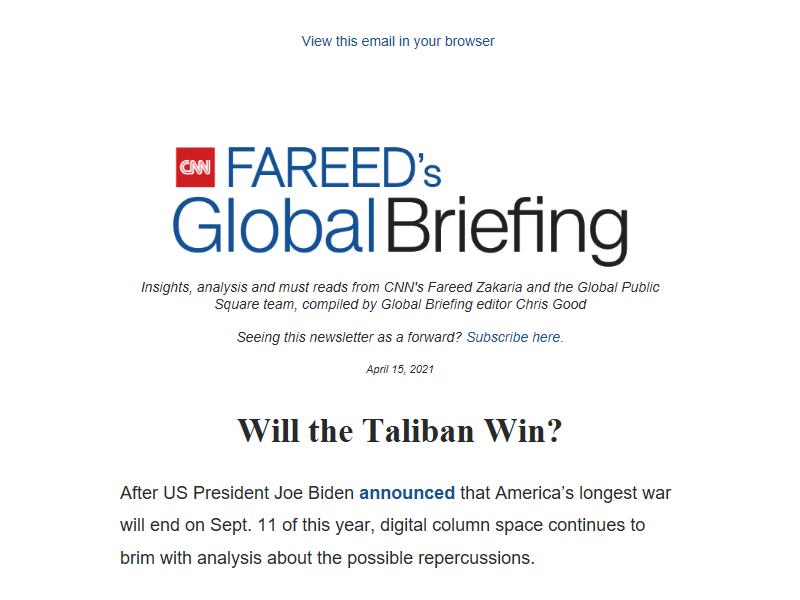 View this email in your browser
CNN FAREED's
Global Briefing
Insights, analysis and must reads from CNN's Fareed Zakaria and the Global Public
Square team, compiled by Global Briefing editor Chris Good
Seeing this newsletter as a forward? Subscribe here.
April 15, 2021
Will the Taliban Win?
After US President Joe Biden announced that America’s longest war
will end on Sept. 11 of this year, digital column space continues to
brim with analysis about the possible repercussions.